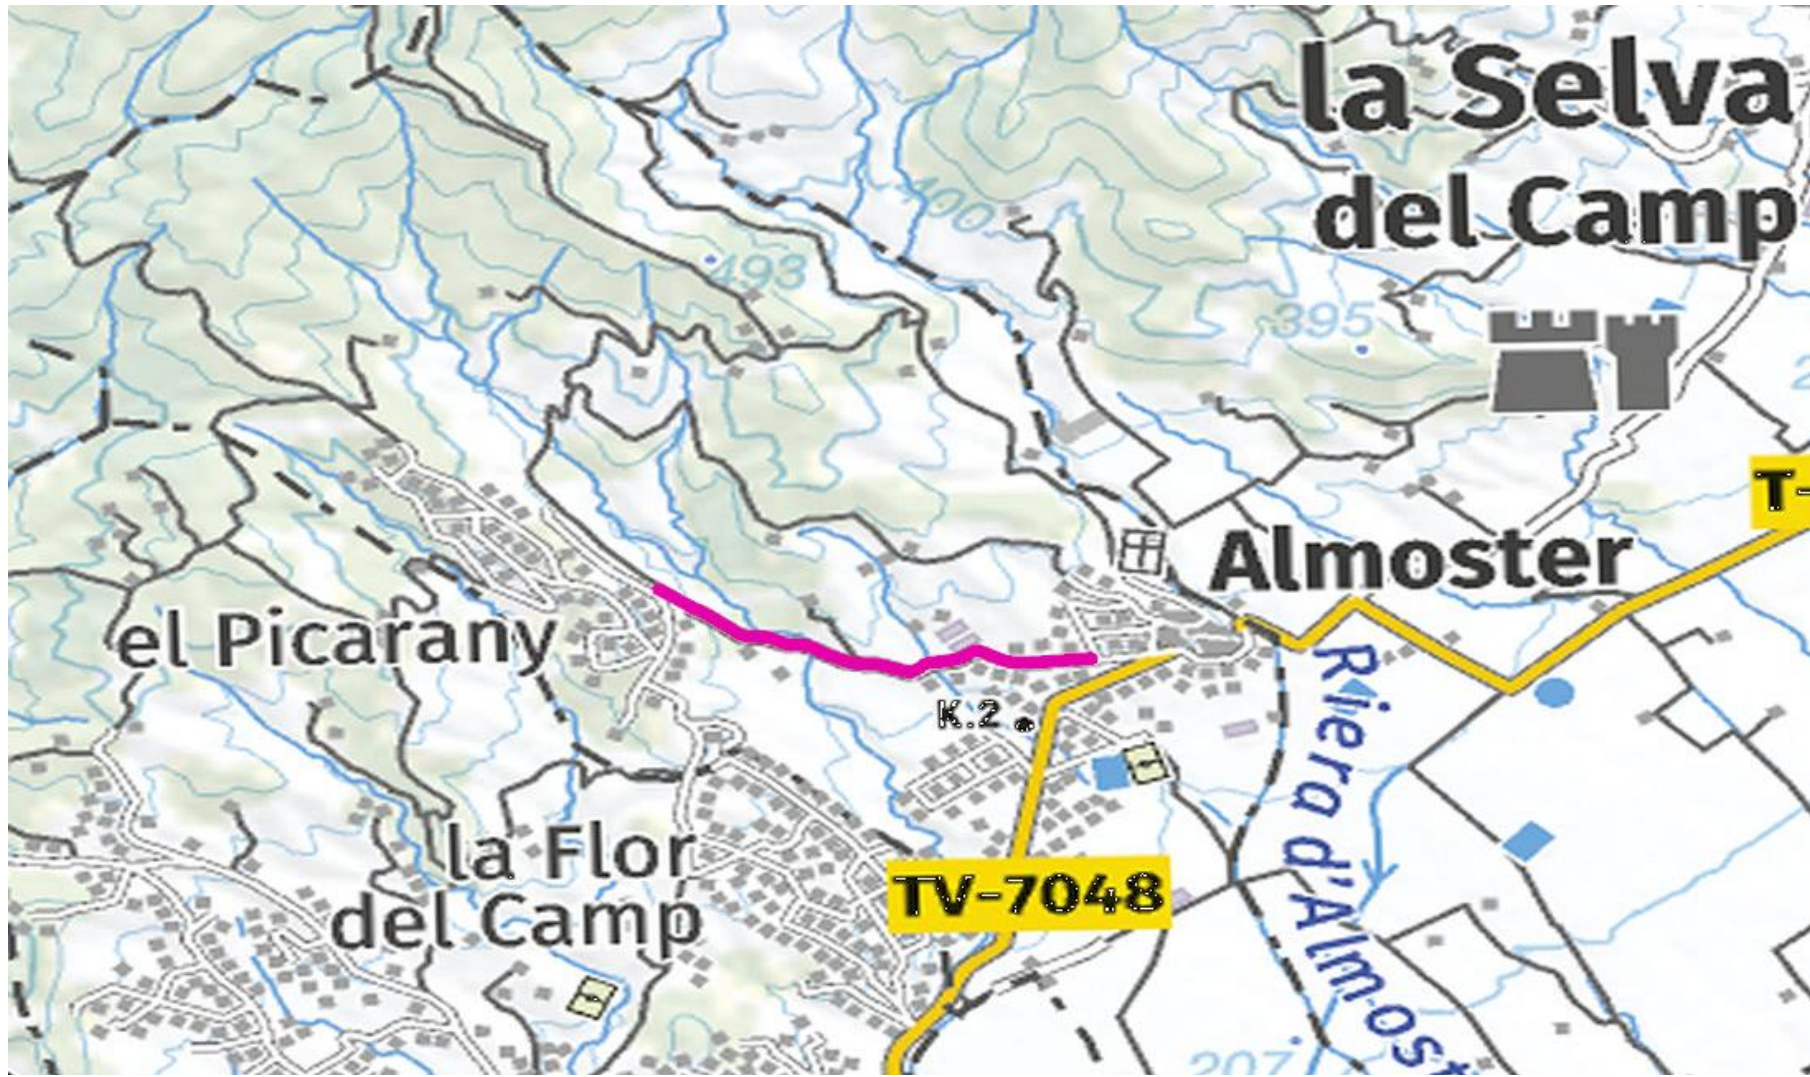 la Selva
del Camp
400
493
395
T-
Almoster
el Picarany
K.2
Riera d'Almost
la Flor
del Camp
TV-7048
207